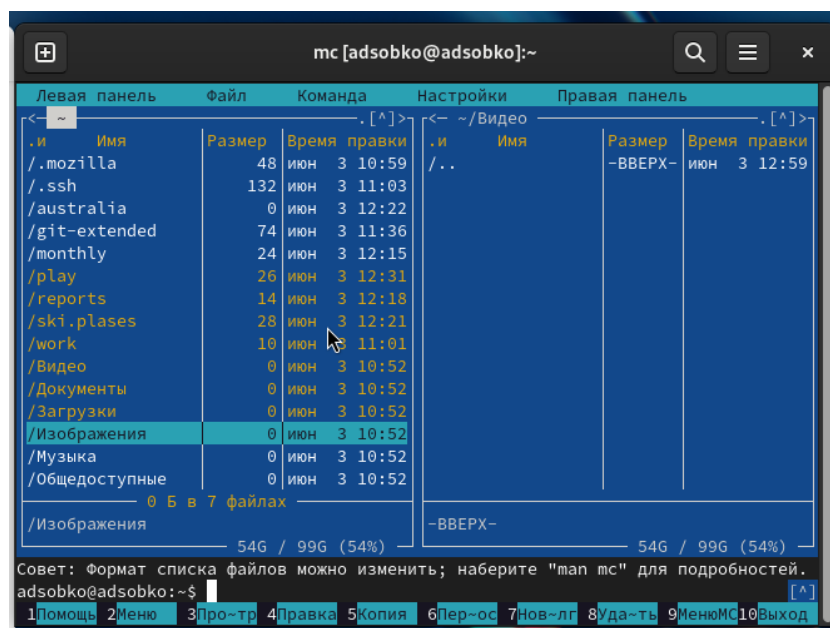 mc [adsobko@adsobko]:~
Левая панель Файл Команда Настройки Правая панель
<— ~ .[^]> <— ~/Видео .[^]>
.и Имя Размер Время правки .и Имя Размер Время правки
/.mozilla 48 июн 3 10:59 /.. -ВВЕРХ- июн 3 12:59
/.ssh 132 июн 3 11:03
/australia 0 июн 3 12:22
/git-extended 74 июн 3 11:36
/monthly 24 июн 3 12:15
/play 26 июн 3 12:31
/reports 14 июн 3 12:18
/ski.plases 28 июн 3 12:21
/work 10 июн 3 11:01
/Видео 0 июн 3 10:52
/Документы 0 июн 3 10:52
/Загрузки 0 июн 3 10:52
/Изображения 0 июн 3 10:52
/Музыка 0 июн 3 10:52
/Общедоступные 0 июн 3 10:52
0 Б в 7 файлах
/Изображения -ВВЕРХ-
54G / 99G (54%) 54G / 99G (54%)
Совет: Формат списка файлов можно изменить; наберите "man mc" для подробностей.
adsobko@adsobko:~$ [^]
1Помощь 2Меню 3Про~тр 4Правка 5Копия 6Пер~ос 7Нов~лг 8Уда~ть 9МенюMC 10Выход